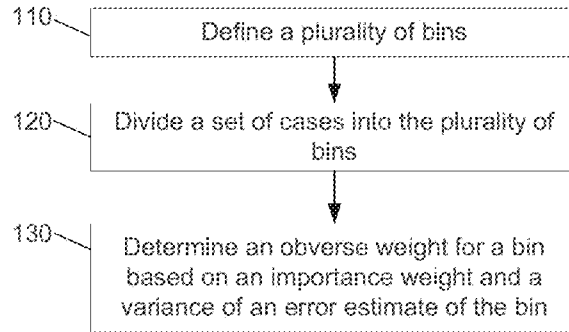 110
Define a plurality of bins
120
Divide a set of cases into the plurality of
bins
130
Determine an obverse weight for a bin
based on an importance weight and a
variance of an error estimate of the bin